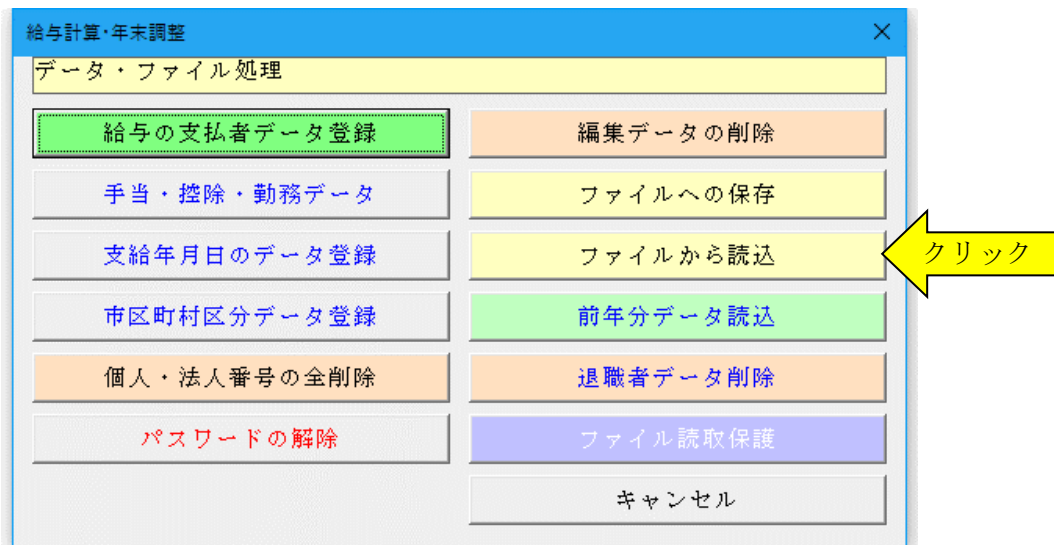 給与計算・年末調整
データ・ファイル処理
給与の支払者データ登録
編集データの削除
手当・控除・勤務データ
ファイルへの保存
支給年月日のデータ登録
ファイルから読込
クリック
市区町村区分データ登録
前年分データ読込
個人・法人番号の全削除
退職者データ削除
パスワードの解除
ファイル読取保護
キャンセル